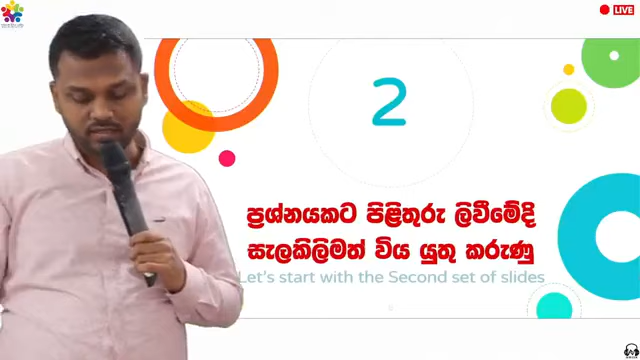 LIVE
2
ප්‍රශ්නයකට පිළිතුරු ලිවීමේදි
සැලකිලිමත් විය යුතු කරුණු
Let's start with the Second set of slides